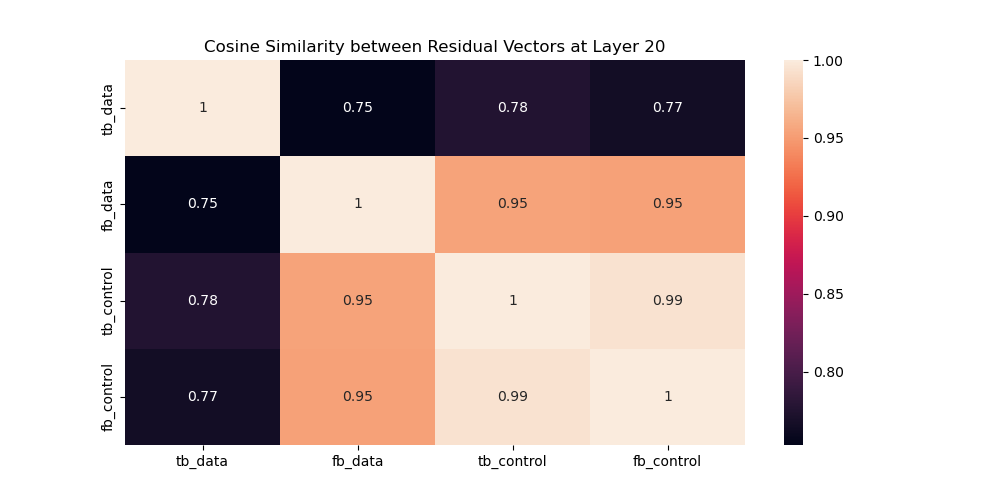 Cosine Similarity between Residual Vectors at Layer 20
tb_data 1 0.75 0.78 0.77
fb_data 0.75 1 0.95 0.95
tb_control 0.78 0.95 1 0.99
fb_control 0.77 0.95 0.99 1
tb_data fb_data tb_control fb_control
1.00
0.95
0.90
0.85
0.80